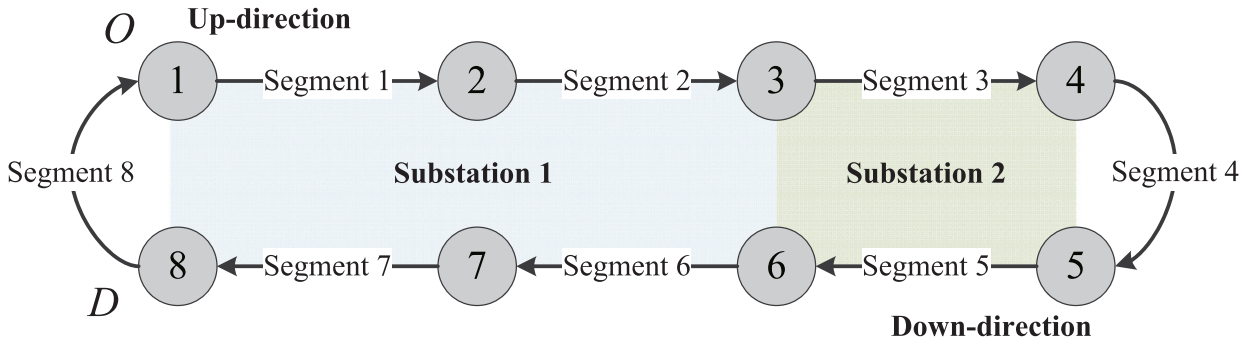 O
Up-direction
1
Segment 1
2
Segment 2
3
Segment 3
4
Segment 8
Substation 1
Substation 2
Segment 4
8
Segment 7
7
Segment 6
6
Segment 5
5
D
Down-direction